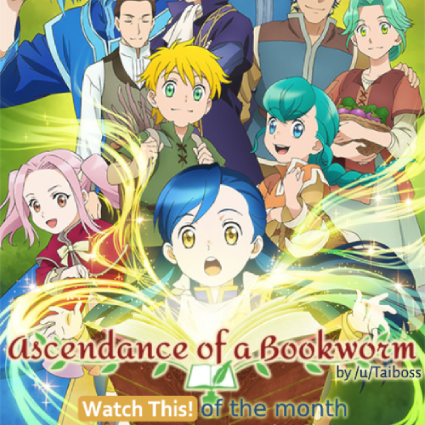 Ascendance of a Bookworm
by /u/Taiboss
Watch This! of the month